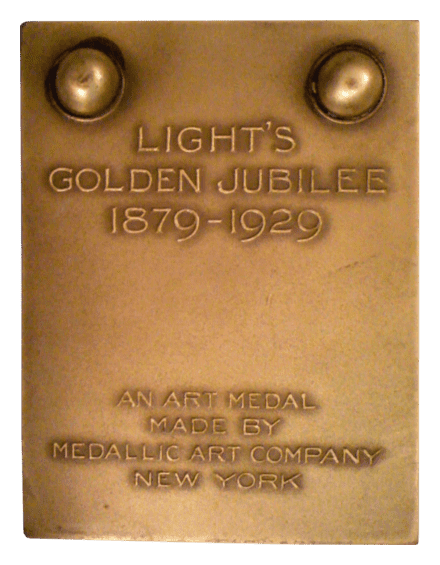 LIGHT'S
GOLDEN JUBILEE
1879-1929
AN ART MEDAL
MADE BY
MEDALLIC ART COMPANY
NEW YORK